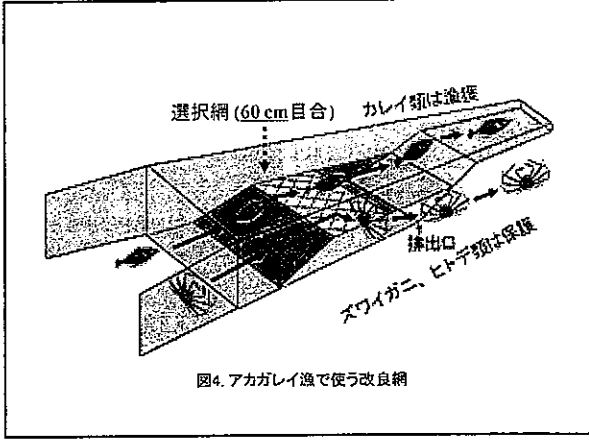 選択網(60 cm目合)
カレイ類は漁獲
排出口
ズワイガニ、ヒトデ類は保護
図4. アカガレイ漁で使う改良網